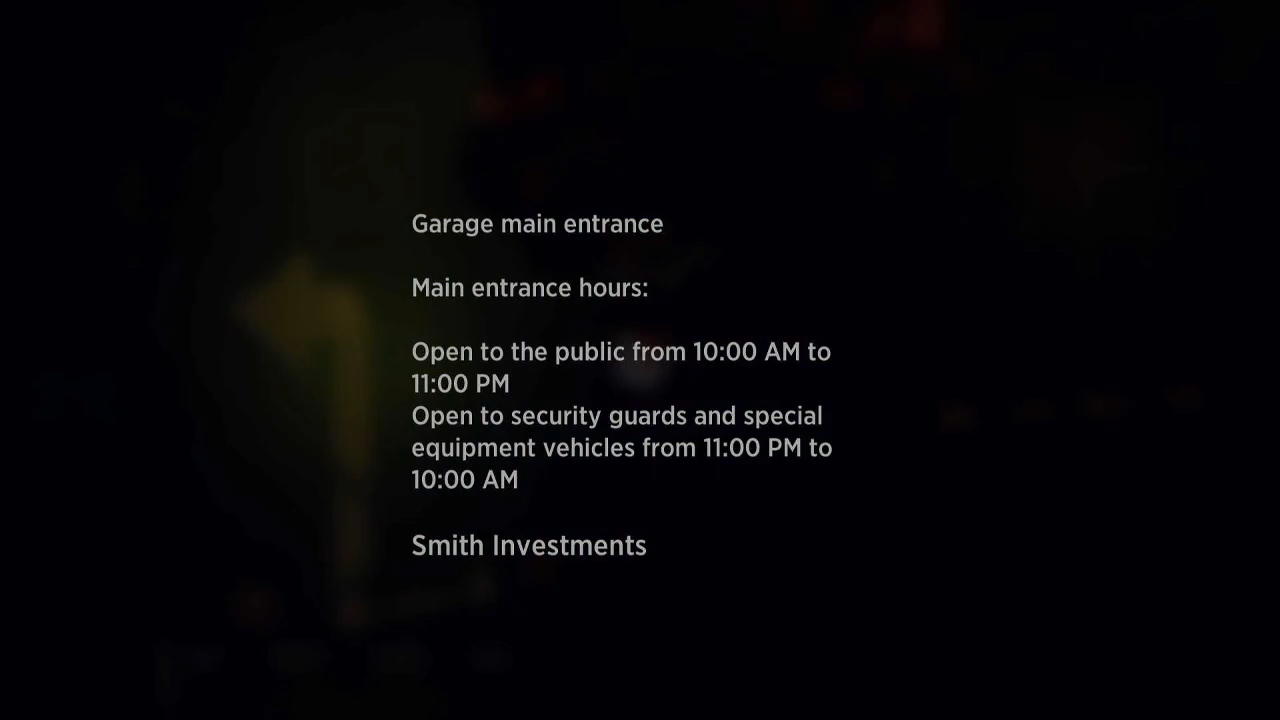 Garage main entrance
Main entrance hours:
Open to the public from 10:00 AM to
11:00 PM
Open to security guards and special
equipment vehicles from 11:00 PM to
10:00 AM
Smith Investments